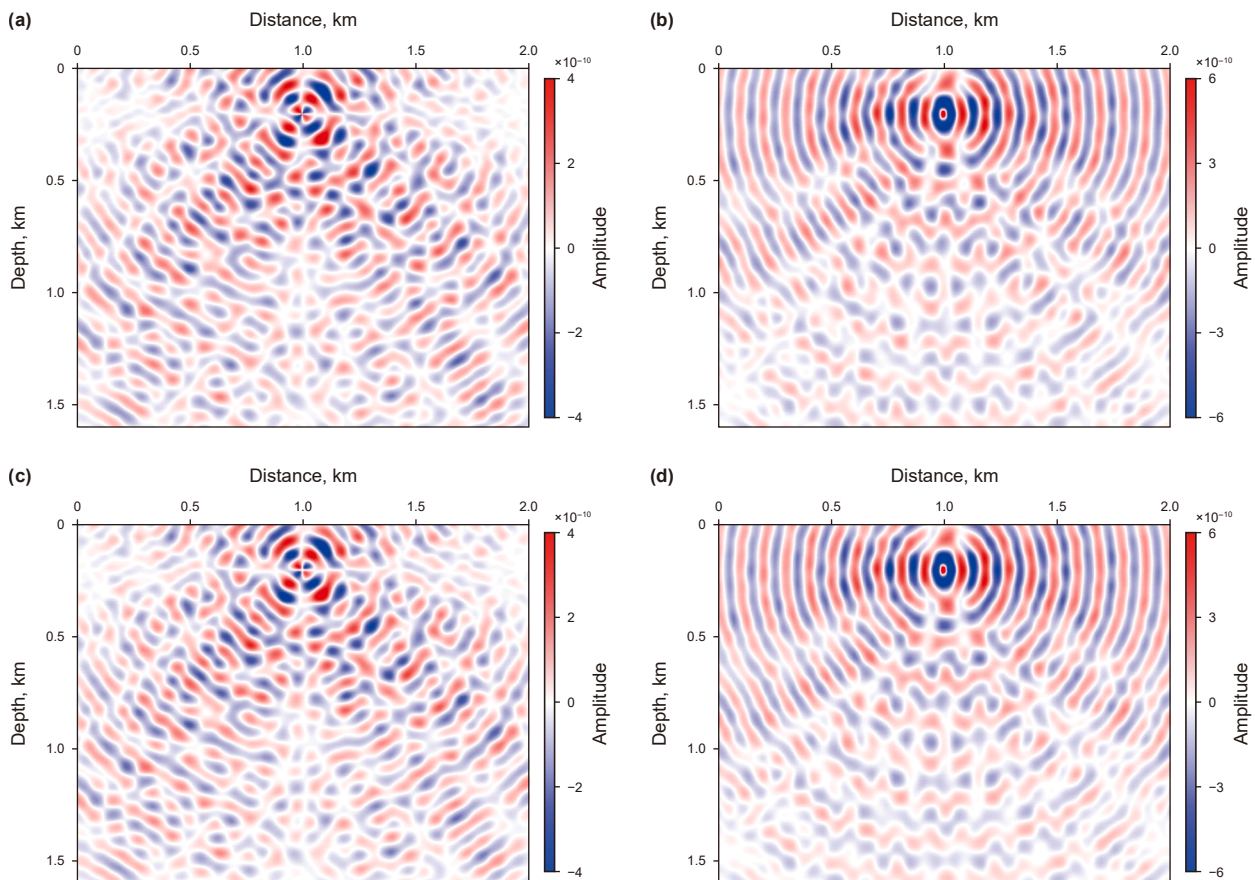 (a) Distance, km
0 0.5 1.0 1.5 2.0
×10⁻¹⁰
0 0.5 1.0 1.5
Depth, km
4 2 0 −2 −4
Amplitude
(b) Distance, km
0 0.5 1.0 1.5 2.0
×10⁻¹⁰
0 0.5 1.0 1.5
Depth, km
6 3 0 −3 −6
Amplitude
(c) Distance, km
0 0.5 1.0 1.5 2.0
×10⁻¹⁰
0 0.5 1.0 1.5
Depth, km
4 2 0 −2 −4
Amplitude
(d) Distance, km
0 0.5 1.0 1.5 2.0
×10⁻¹⁰
0 0.5 1.0 1.5
Depth, km
6 3 0 −3 −6
Amplitude